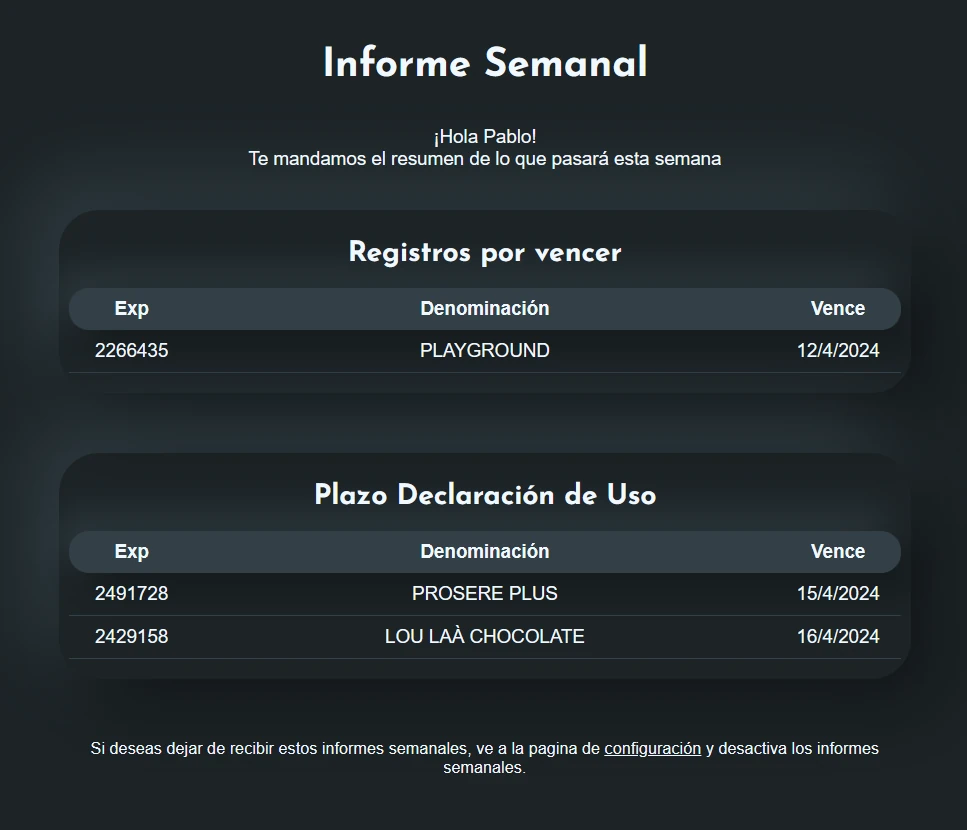 Informe Semanal
¡Hola Pablo!
Te mandamos el resumen de lo que pasará esta semana
Registros por vencer
Exp Denominación Vence
2266435 PLAYGROUND 12/4/2024
Plazo Declaración de Uso
Exp Denominación Vence
2491728 PROSERE PLUS 15/4/2024
2429158 LOU LAÀ CHOCOLATE 16/4/2024
Si deseas dejar de recibir estos informes semanales, ve a la pagina de configuración y desactiva los informes
semanales.